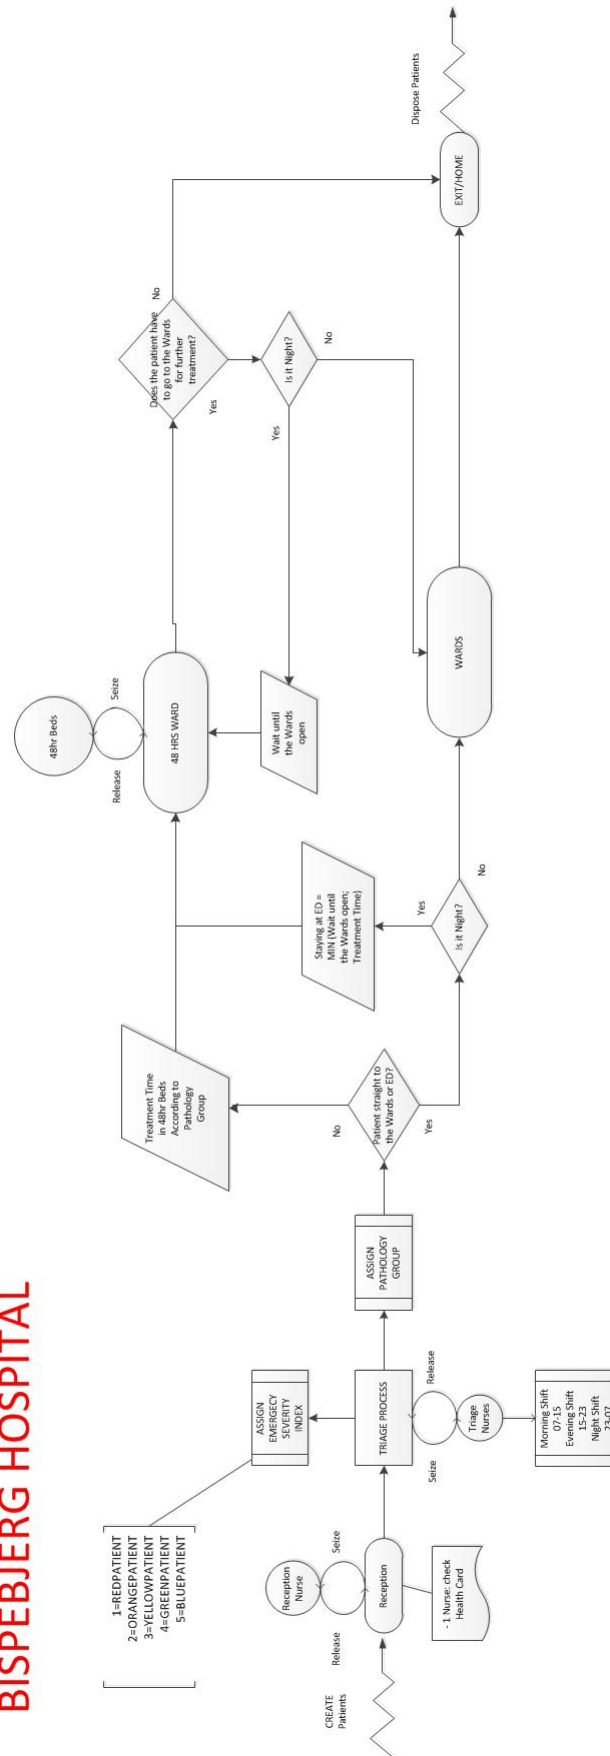 BISPEBJERG HOSPITAL
1=REDPATIENT
2=ORANGEPATIENT
3=YELLOWPATIENT
4=GREENPATIENT
5=BLUEPATIENT
CREATE
Patients
Reception
Nurse
Release
Seize
Reception
- 1 Nurse: check
Health Card
ASSIGN
EMERGECY
SEVERITY
INDEX
TRIAGE PROCESS
Seize
Release
Triage
Nurses
Morning Shift
07-15
Evening Shift
15-23
Night Shift
23-07
ASSIGN
PATHOLOGY
GROUP
Patient straight to
the Wards or ED?
No
Yes
Treatment Time
in 48hr Beds
According to
Pathology
Group
Is it Night?
Yes
No
Staying at ED =
MIN (Wait until
the Wards open;
Treatment Time)
48hr Beds
Release
Seize
48 HRS WARD
Wait until
the Wards
open
WARDS
Does the patient have
to go to the Wards
for further
treatment?
No
Yes
Is it Night?
Yes
No
EXIT/HOME
Dispose Patients